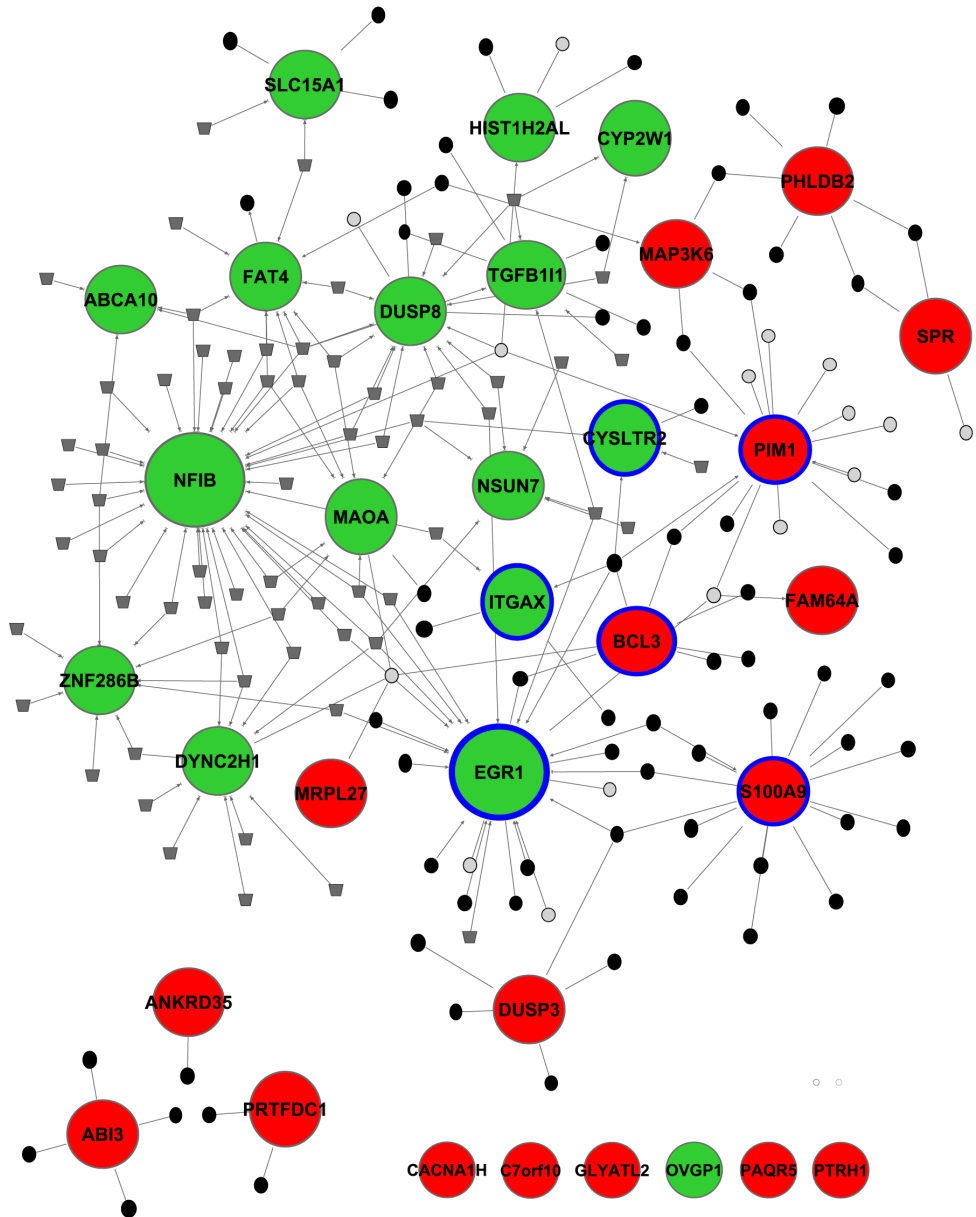 SLC15A1
HIST1H2AL
CYP2W1
PHLDB2
MAP3K6
FAT4
TGFB1I1
ABCA10
DUSP8
SPR
CYSLTR2
PIM1
NFIB
NSUN7
MAOA
ITGAX
FAM64A
BCL3
ZNF286B
DYNC2H1
EGR1
MRPL27
S100A9
ANKRD35
DUSP3
PRTFDC1
ABI3
CACNA1H C7orf10 GLYATL2 OVGP1 PAQR5 PTRH1